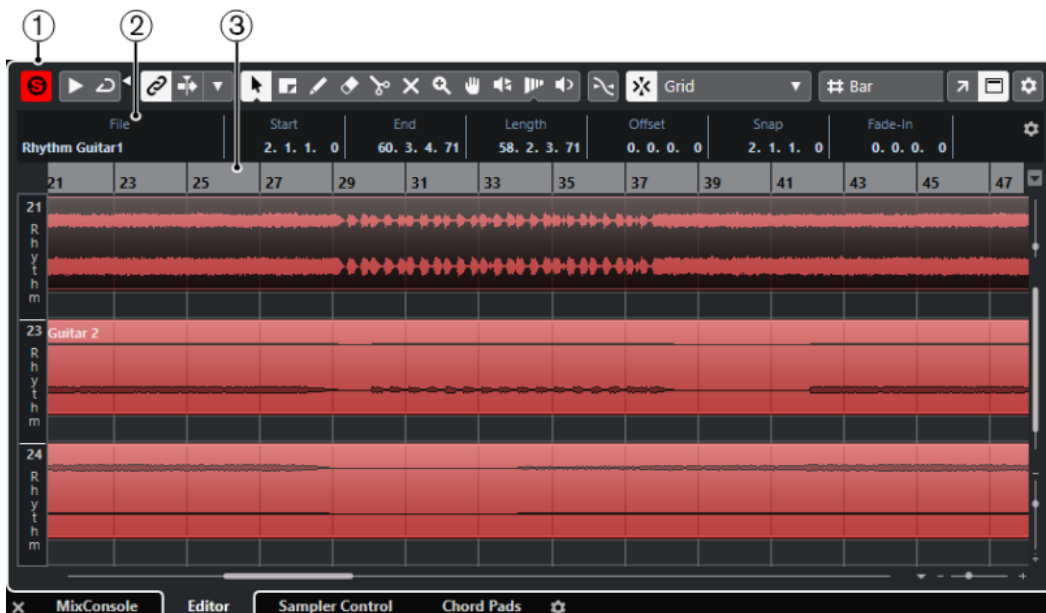 1 2 3
S Grid Bar
File Start End Length Offset Snap Fade-In
Rhythm Guitar1 2. 1. 1. 0 60. 3. 4. 71 58. 2. 3. 71 0. 0. 0. 0 2. 1. 1. 0 0. 0. 0. 0
21 23 25 27 29 31 33 35 37 39 41 43 45 47
21
Rhythm
23 Guitar 2
Rhythm
24
Rhythm
MixConsole Editor Sampler Control Chord Pads